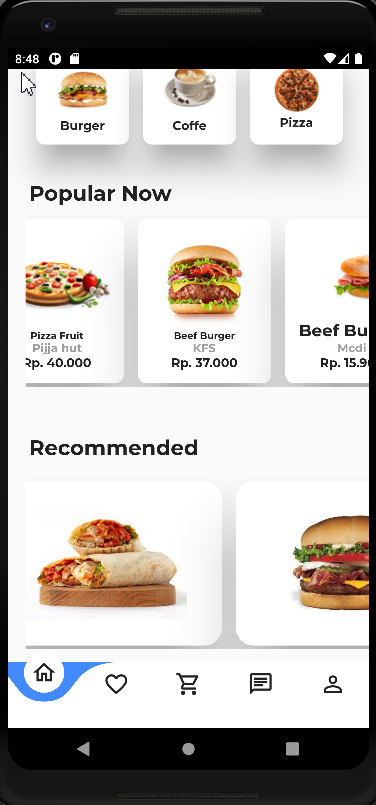 8:48
Burger
Coffe
Pizza
Popular Now
Pizza Fruit
Pijja hut
Rp. 40.000
Beef Burger
KFS
Rp. 37.000
Beef Bu
Mcdi
Rp. 15.90
Recommended